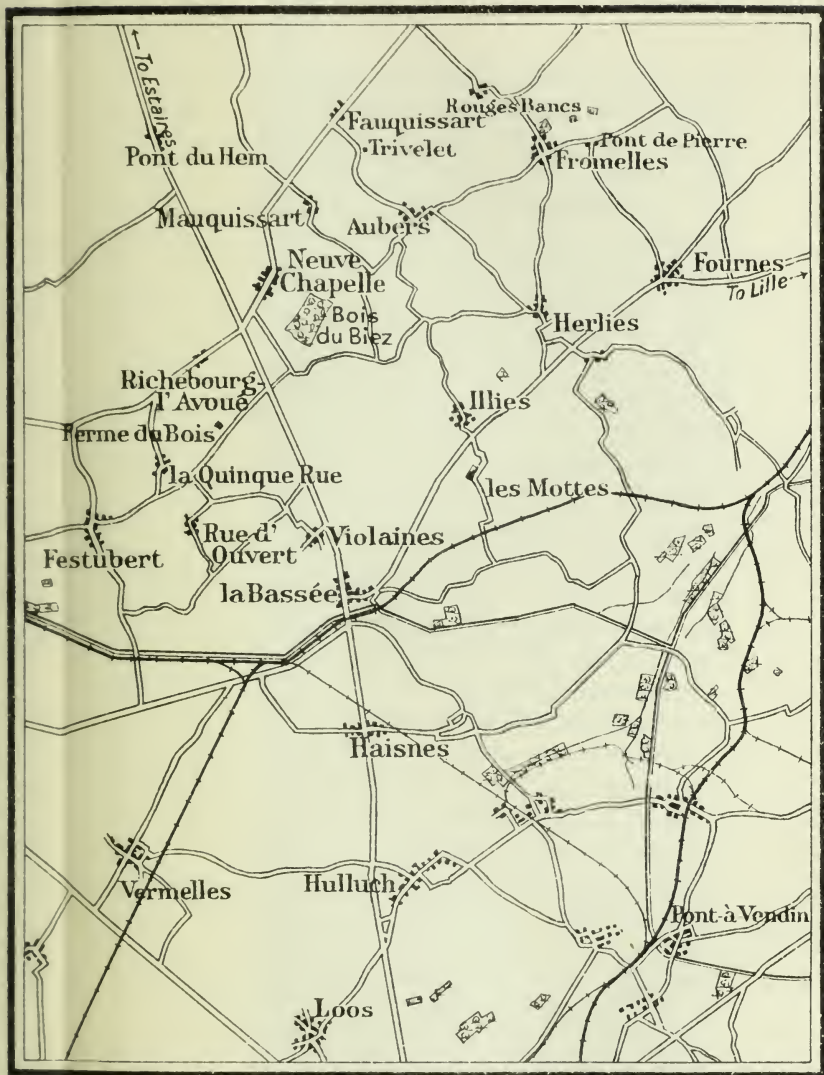 To Estaires
Rouges Bancs
Fauquissart
Trivelet
Pont de Pierre
Pont du Hem
Fromelles
Mauquissart
Aubers
Neuve
Chapelle
Fournes
To Lille
Bois
du Biez
Herlies
Richebourg-
l'Avoué
Illies
Ferme du Bois
la Quinque Rue
les Mottes
Rue d'
Ouvert
Violaines
Festubert
la Bassée
Haisnes
Vermelles
Hulluch
Pont-à-Vendin
Loos